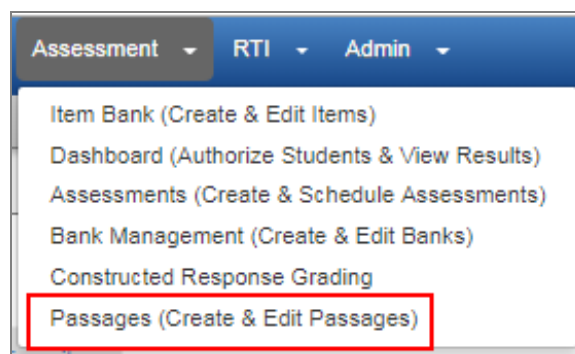 Assessment RTI Admin
Item Bank (Create & Edit Items)
Dashboard (Authorize Students & View Results)
Assessments (Create & Schedule Assessments)
Bank Management (Create & Edit Banks)
Constructed Response Grading
Passages (Create & Edit Passages)